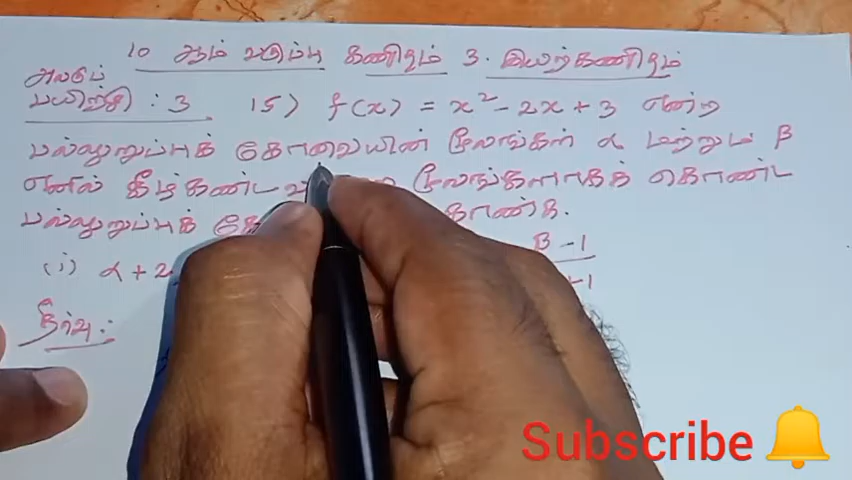 10 ஆம் வகுப்பு கணிதம் 3. இயற்கணிதம்
அலகுப்
பயிற்சி : 3 15) f(x) = x² - 2x + 3 என்ற
பல்லுறுப்புக் கோவையின் மூலங்கள் α மற்றும் β
எனில் கீழ்கண்ட மூலங்களாகக் கொண்ட
பல்லுறுப்புக் காண்க.
(i) α + 2 β - 1
- 1
தீர்வு :
Subscribe